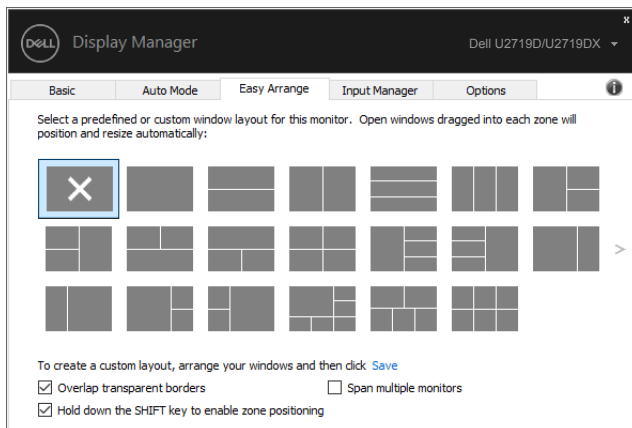 x
DELL Display Manager Dell U2719D/U2719DX
Basic Auto Mode Easy Arrange Input Manager Options
Select a predefined or custom window layout for this monitor. Open windows dragged into each zone will
position and resize automatically:
To create a custom layout, arrange your windows and then click Save
Overlap transparent borders Span multiple monitors
Hold down the SHIFT key to enable zone positioning